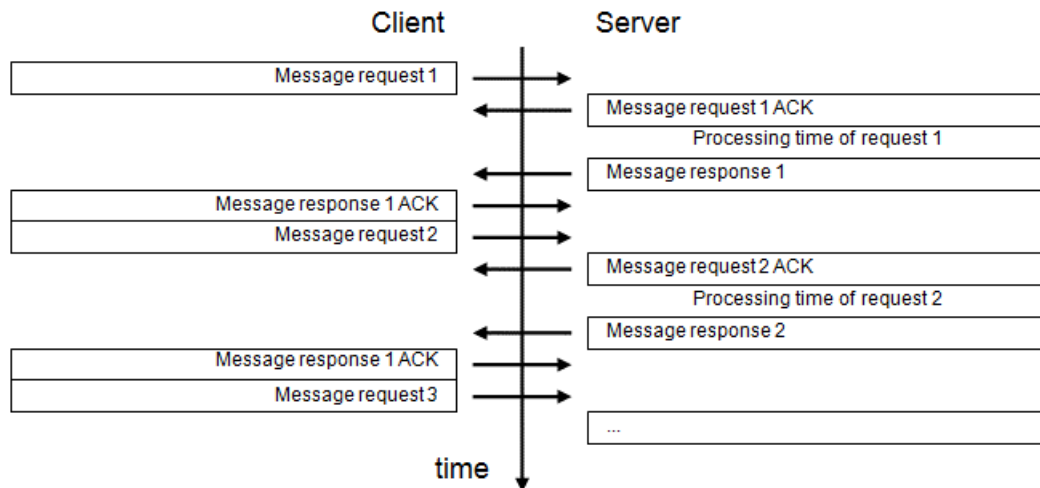 Client
Server
Message request 1
Message request 1 ACK
Processing time of request 1
Message response 1
Message response 1 ACK
Message request 2
Message request 2 ACK
Processing time of request 2
Message response 2
Message response 1 ACK
Message request 3
...
time